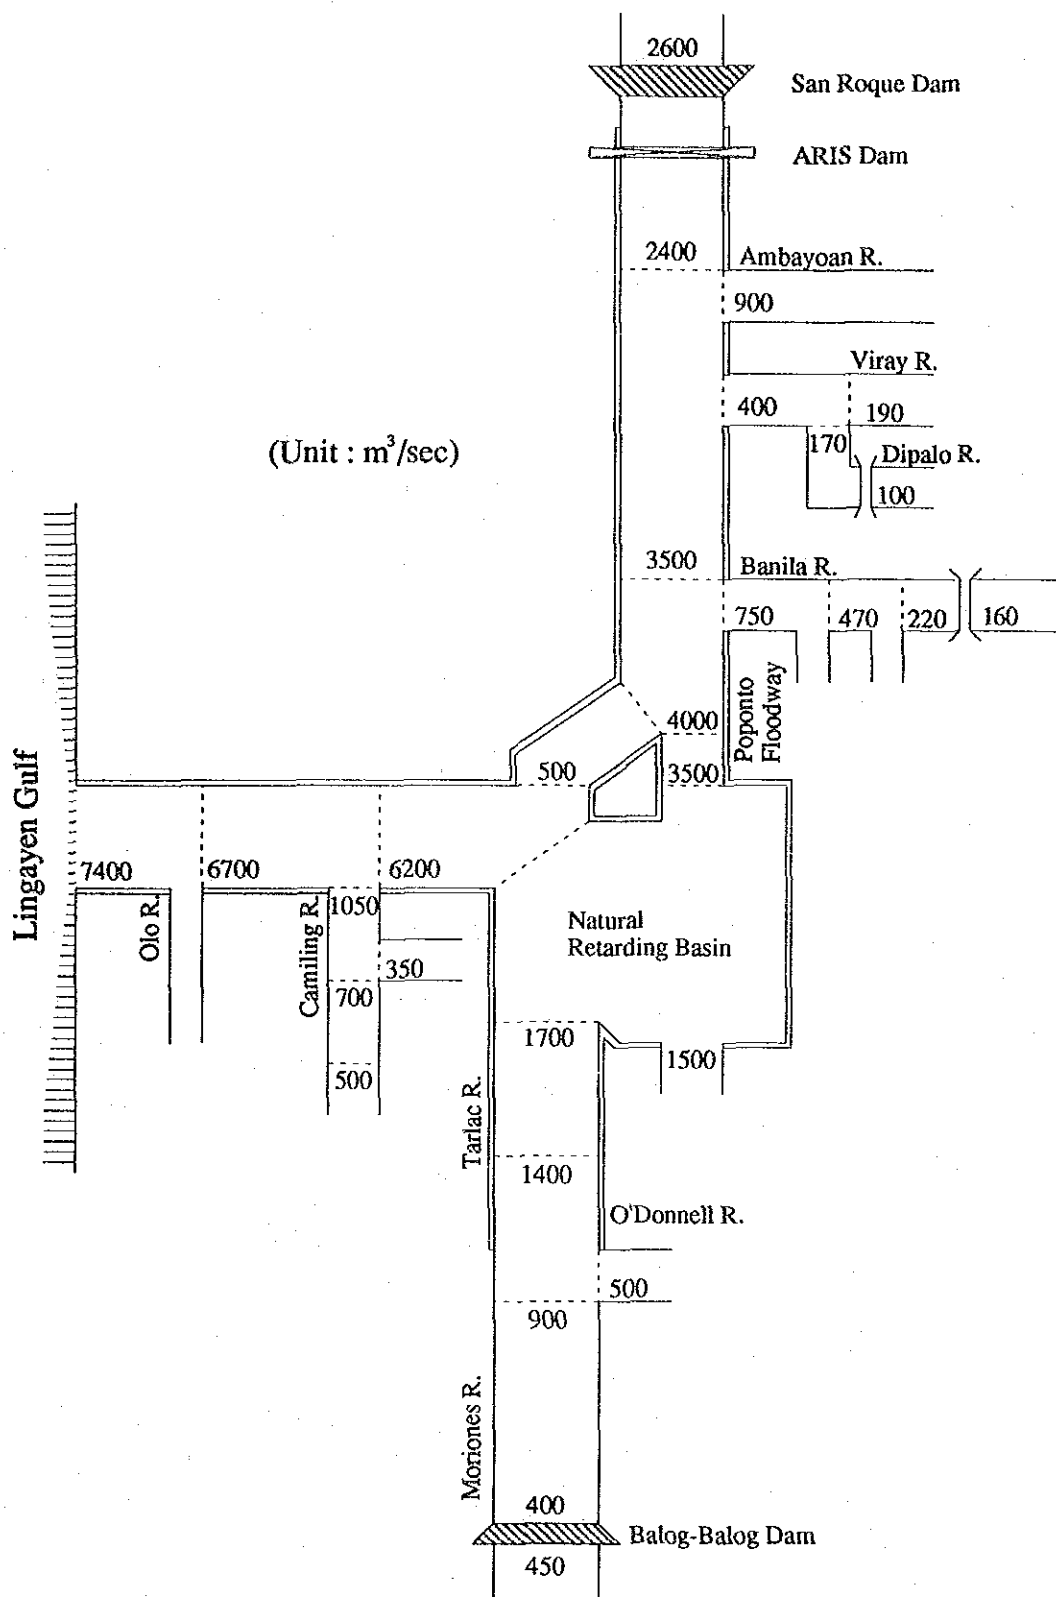 2600
San Roque Dam
ARIS Dam
2400
Ambayoan R.
900
Viray R.
400
190
(Unit : m³/sec)
170
Dipalo R.
100
3500
Banila R.
750
470
220
160
Poponto
Floodway
4000
500
3500
Lingayen Gulf
7400
6700
6200
Olo R.
Camiling R.
1050
Natural
Retarding Basin
350
700
1700
1500
500
Tarlac R.
1400
O'Donnell R.
500
900
Moriones R.
400
Balog-Balog Dam
450